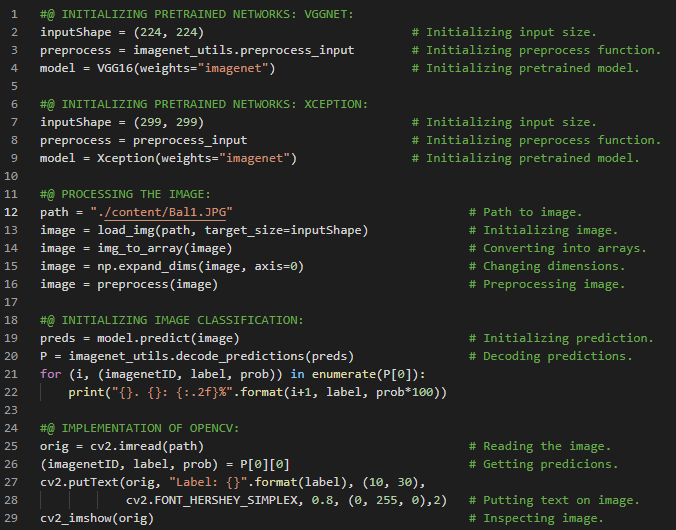 1 #@ INITIALIZING PRETRAINED NETWORKS: VGGNET:
2 inputShape = (224, 224) # Initializing input size.
3 preprocess = imagenet_utils.preprocess_input # Initializing preprocess function.
4 model = VGG16(weights="imagenet") # Initializing pretrained model.
5
6 #@ INITIALIZING PRETRAINED NETWORKS: XCEPTION:
7 inputShape = (299, 299) # Initializing input size.
8 preprocess = preprocess_input # Initializing preprocess function.
9 model = Xception(weights="imagenet") # Initializing pretrained model.
10
11 #@ PROCESSING THE IMAGE:
12 path = "./content/Bal1.JPG" # Path to image.
13 image = load_img(path, target_size=inputShape) # Initializing image.
14 image = img_to_array(image) # Converting into arrays.
15 image = np.expand_dims(image, axis=0) # Changing dimensions.
16 image = preprocess(image) # Preprocessing image.
17
18 #@ INITIALIZING IMAGE CLASSIFICATION:
19 preds = model.predict(image) # Initializing prediction.
20 P = imagenet_utils.decode_predictions(preds) # Decoding predictions.
21 for (i, (imagenetID, label, prob)) in enumerate(P[0]):
22 print("{}. {}: {:.2f}%".format(i+1, label, prob*100))
23
24 #@ IMPLEMENTATION OF OPENCV:
25 orig = cv2.imread(path) # Reading the image.
26 (imagenetID, label, prob) = P[0][0] # Getting predicions.
27 cv2.putText(orig, "Label: {}".format(label), (10, 30),
28 cv2.FONT_HERSHEY_SIMPLEX, 0.8, (0, 255, 0),2) # Putting text on image.
29 cv2_imshow(orig) # Inspecting image.